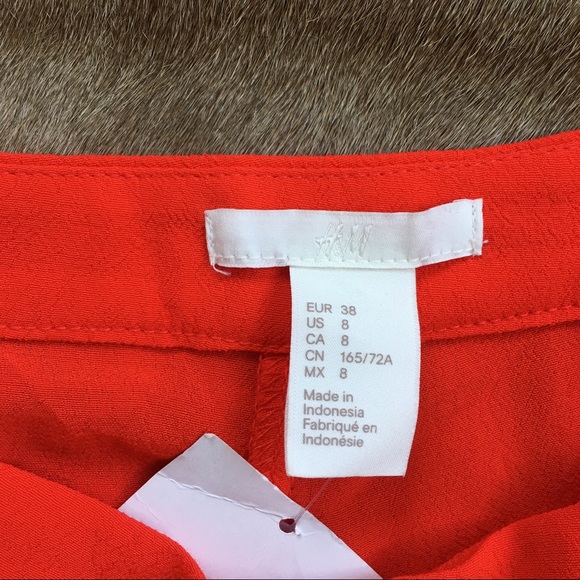 H&M
EUR 38
US 8
CA 8
CN 165/72A
MX 8
Made in
Indonesia
Fabriqué en
Indonésie